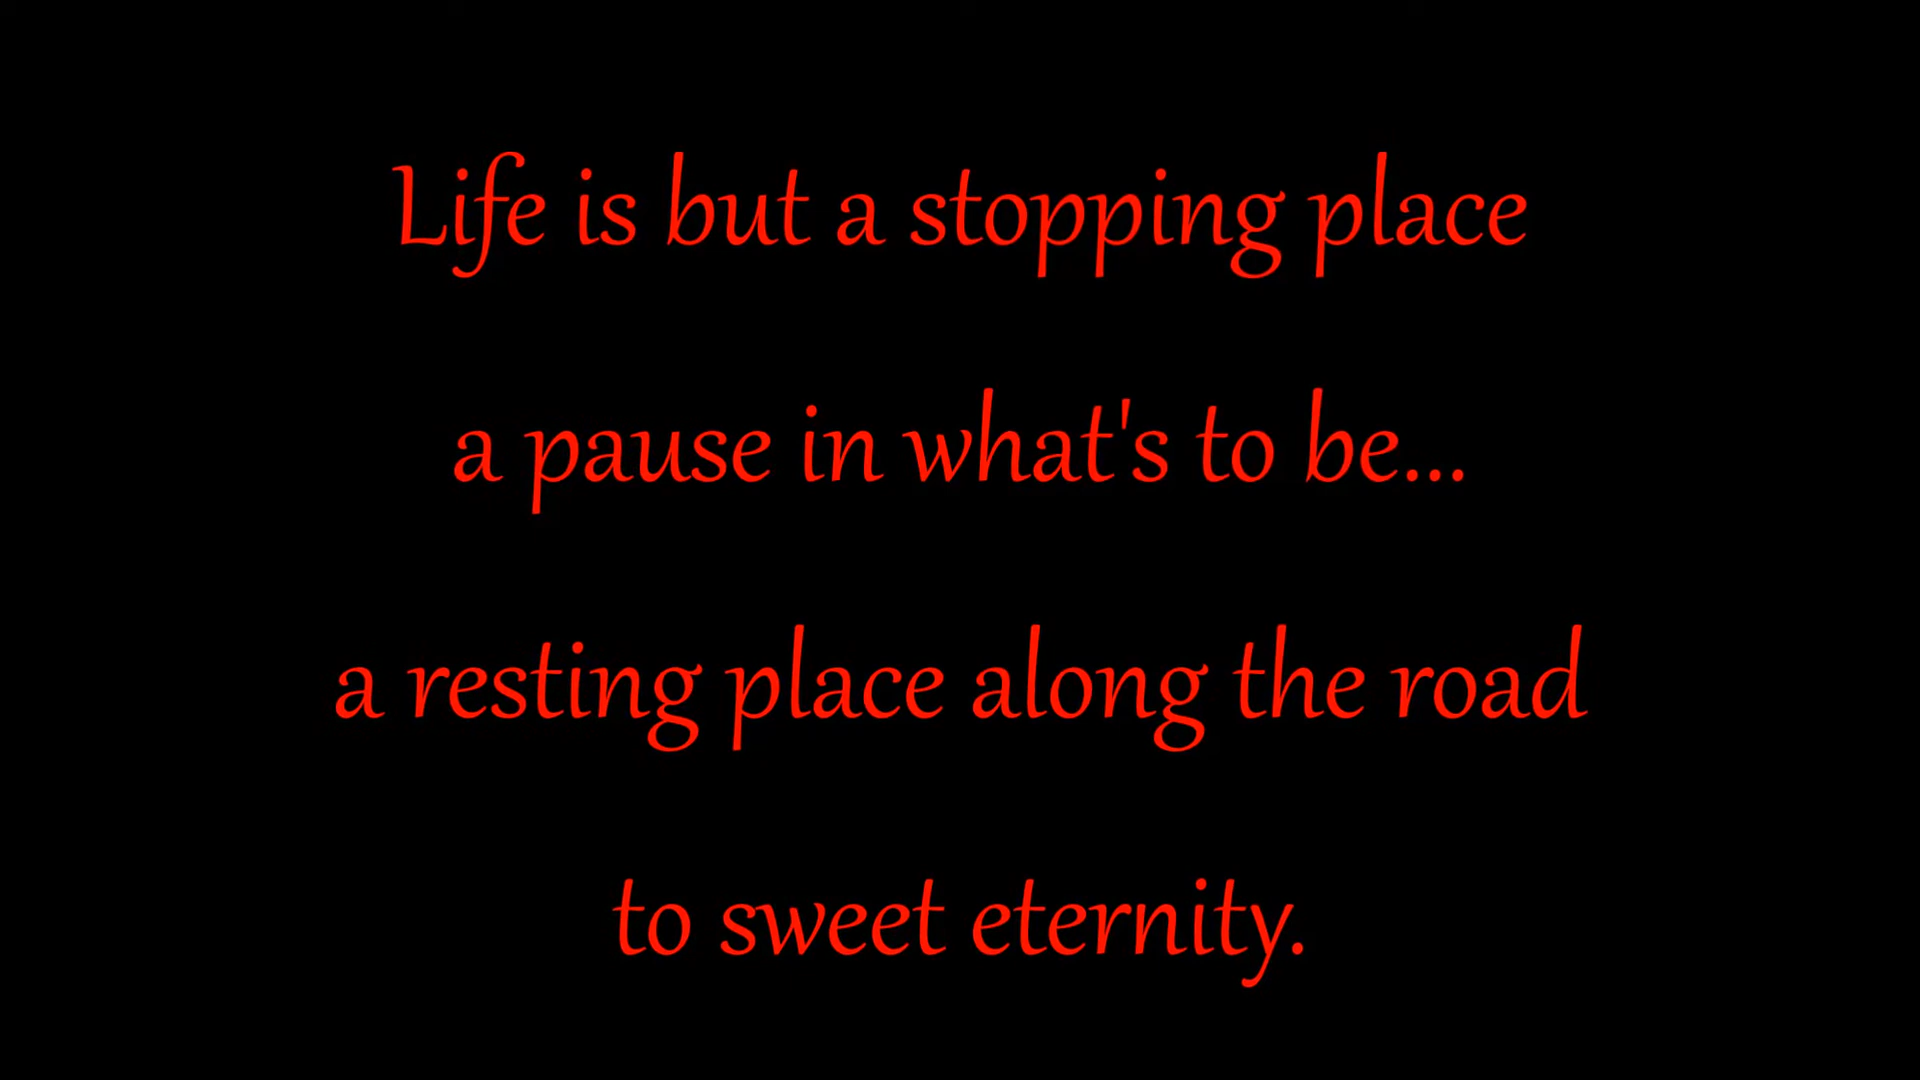 Life is but a stopping place
a pause in what's to be...
a resting place along the road
to sweet eternity.